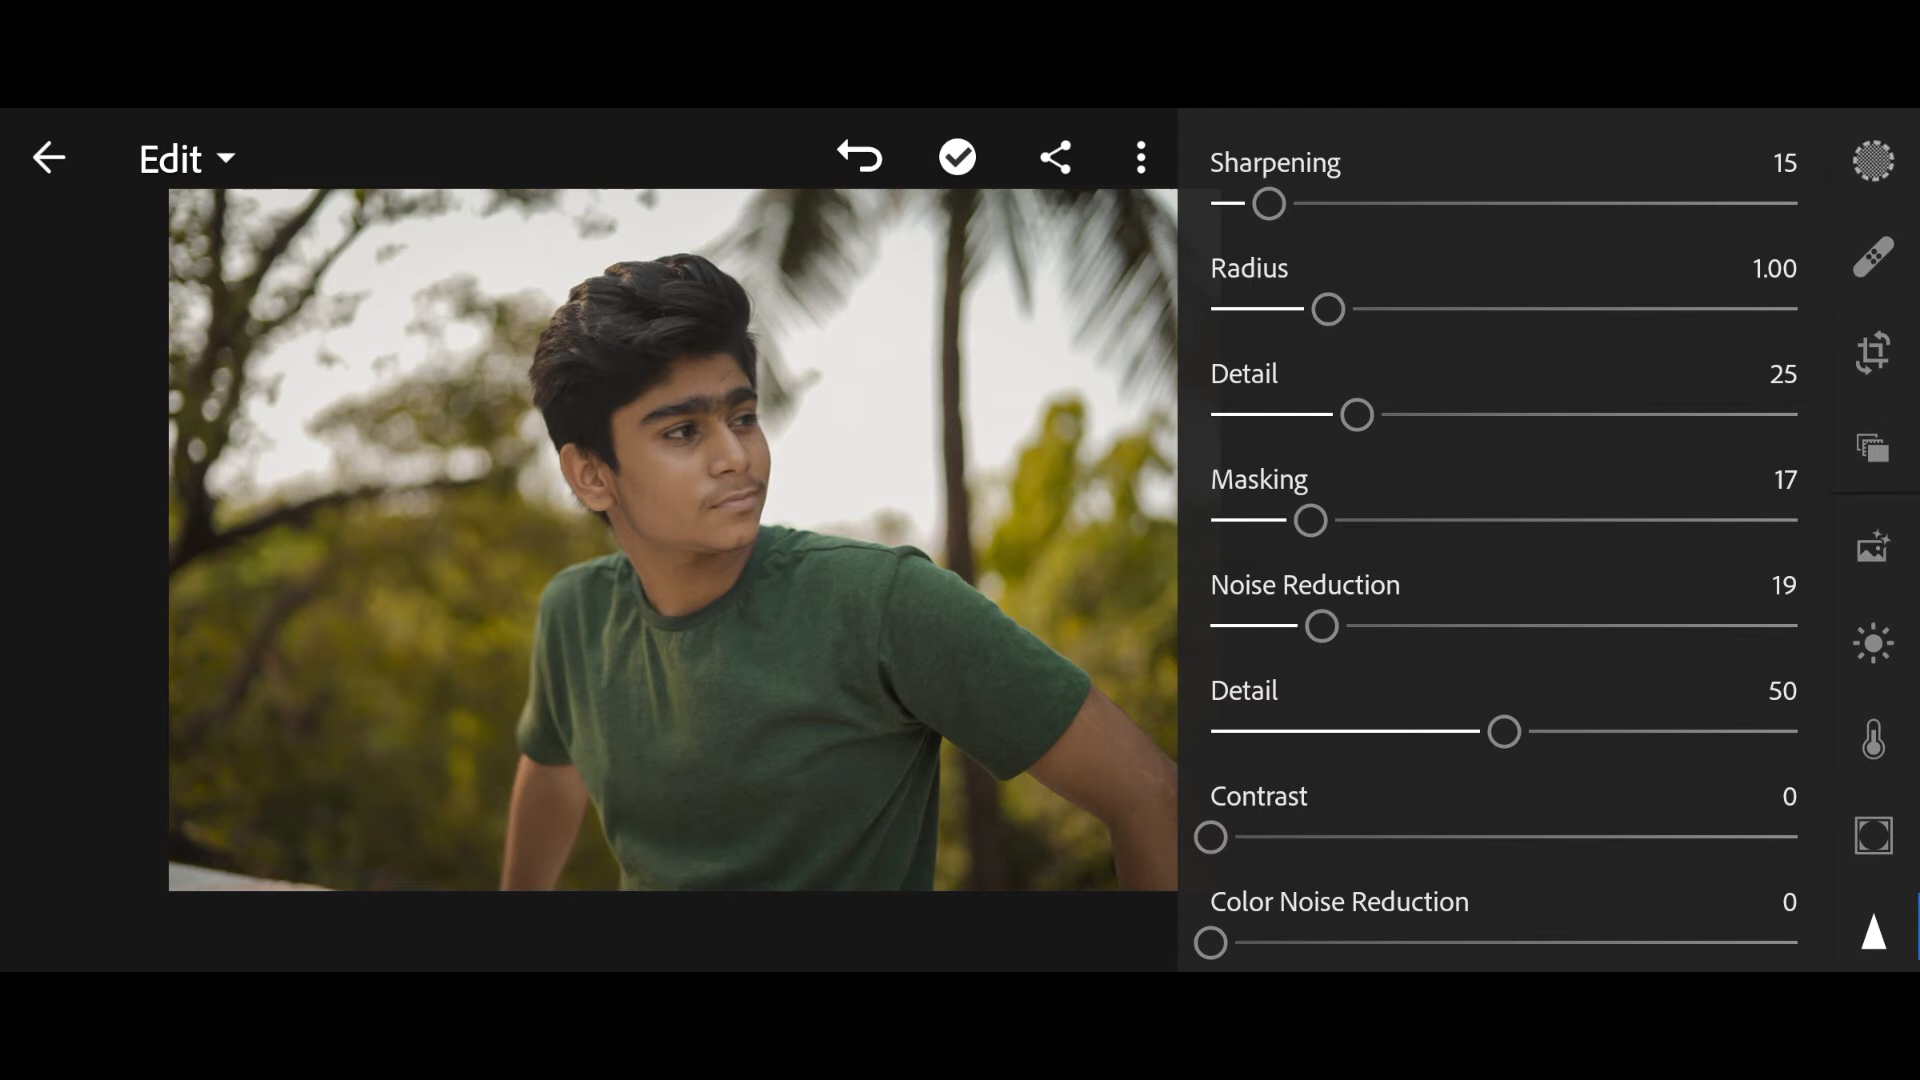 Edit
Sharpening 15
Radius 1.00
Detail 25
Masking 17
Noise Reduction 19
Detail 50
Contrast 0
Color Noise Reduction 0